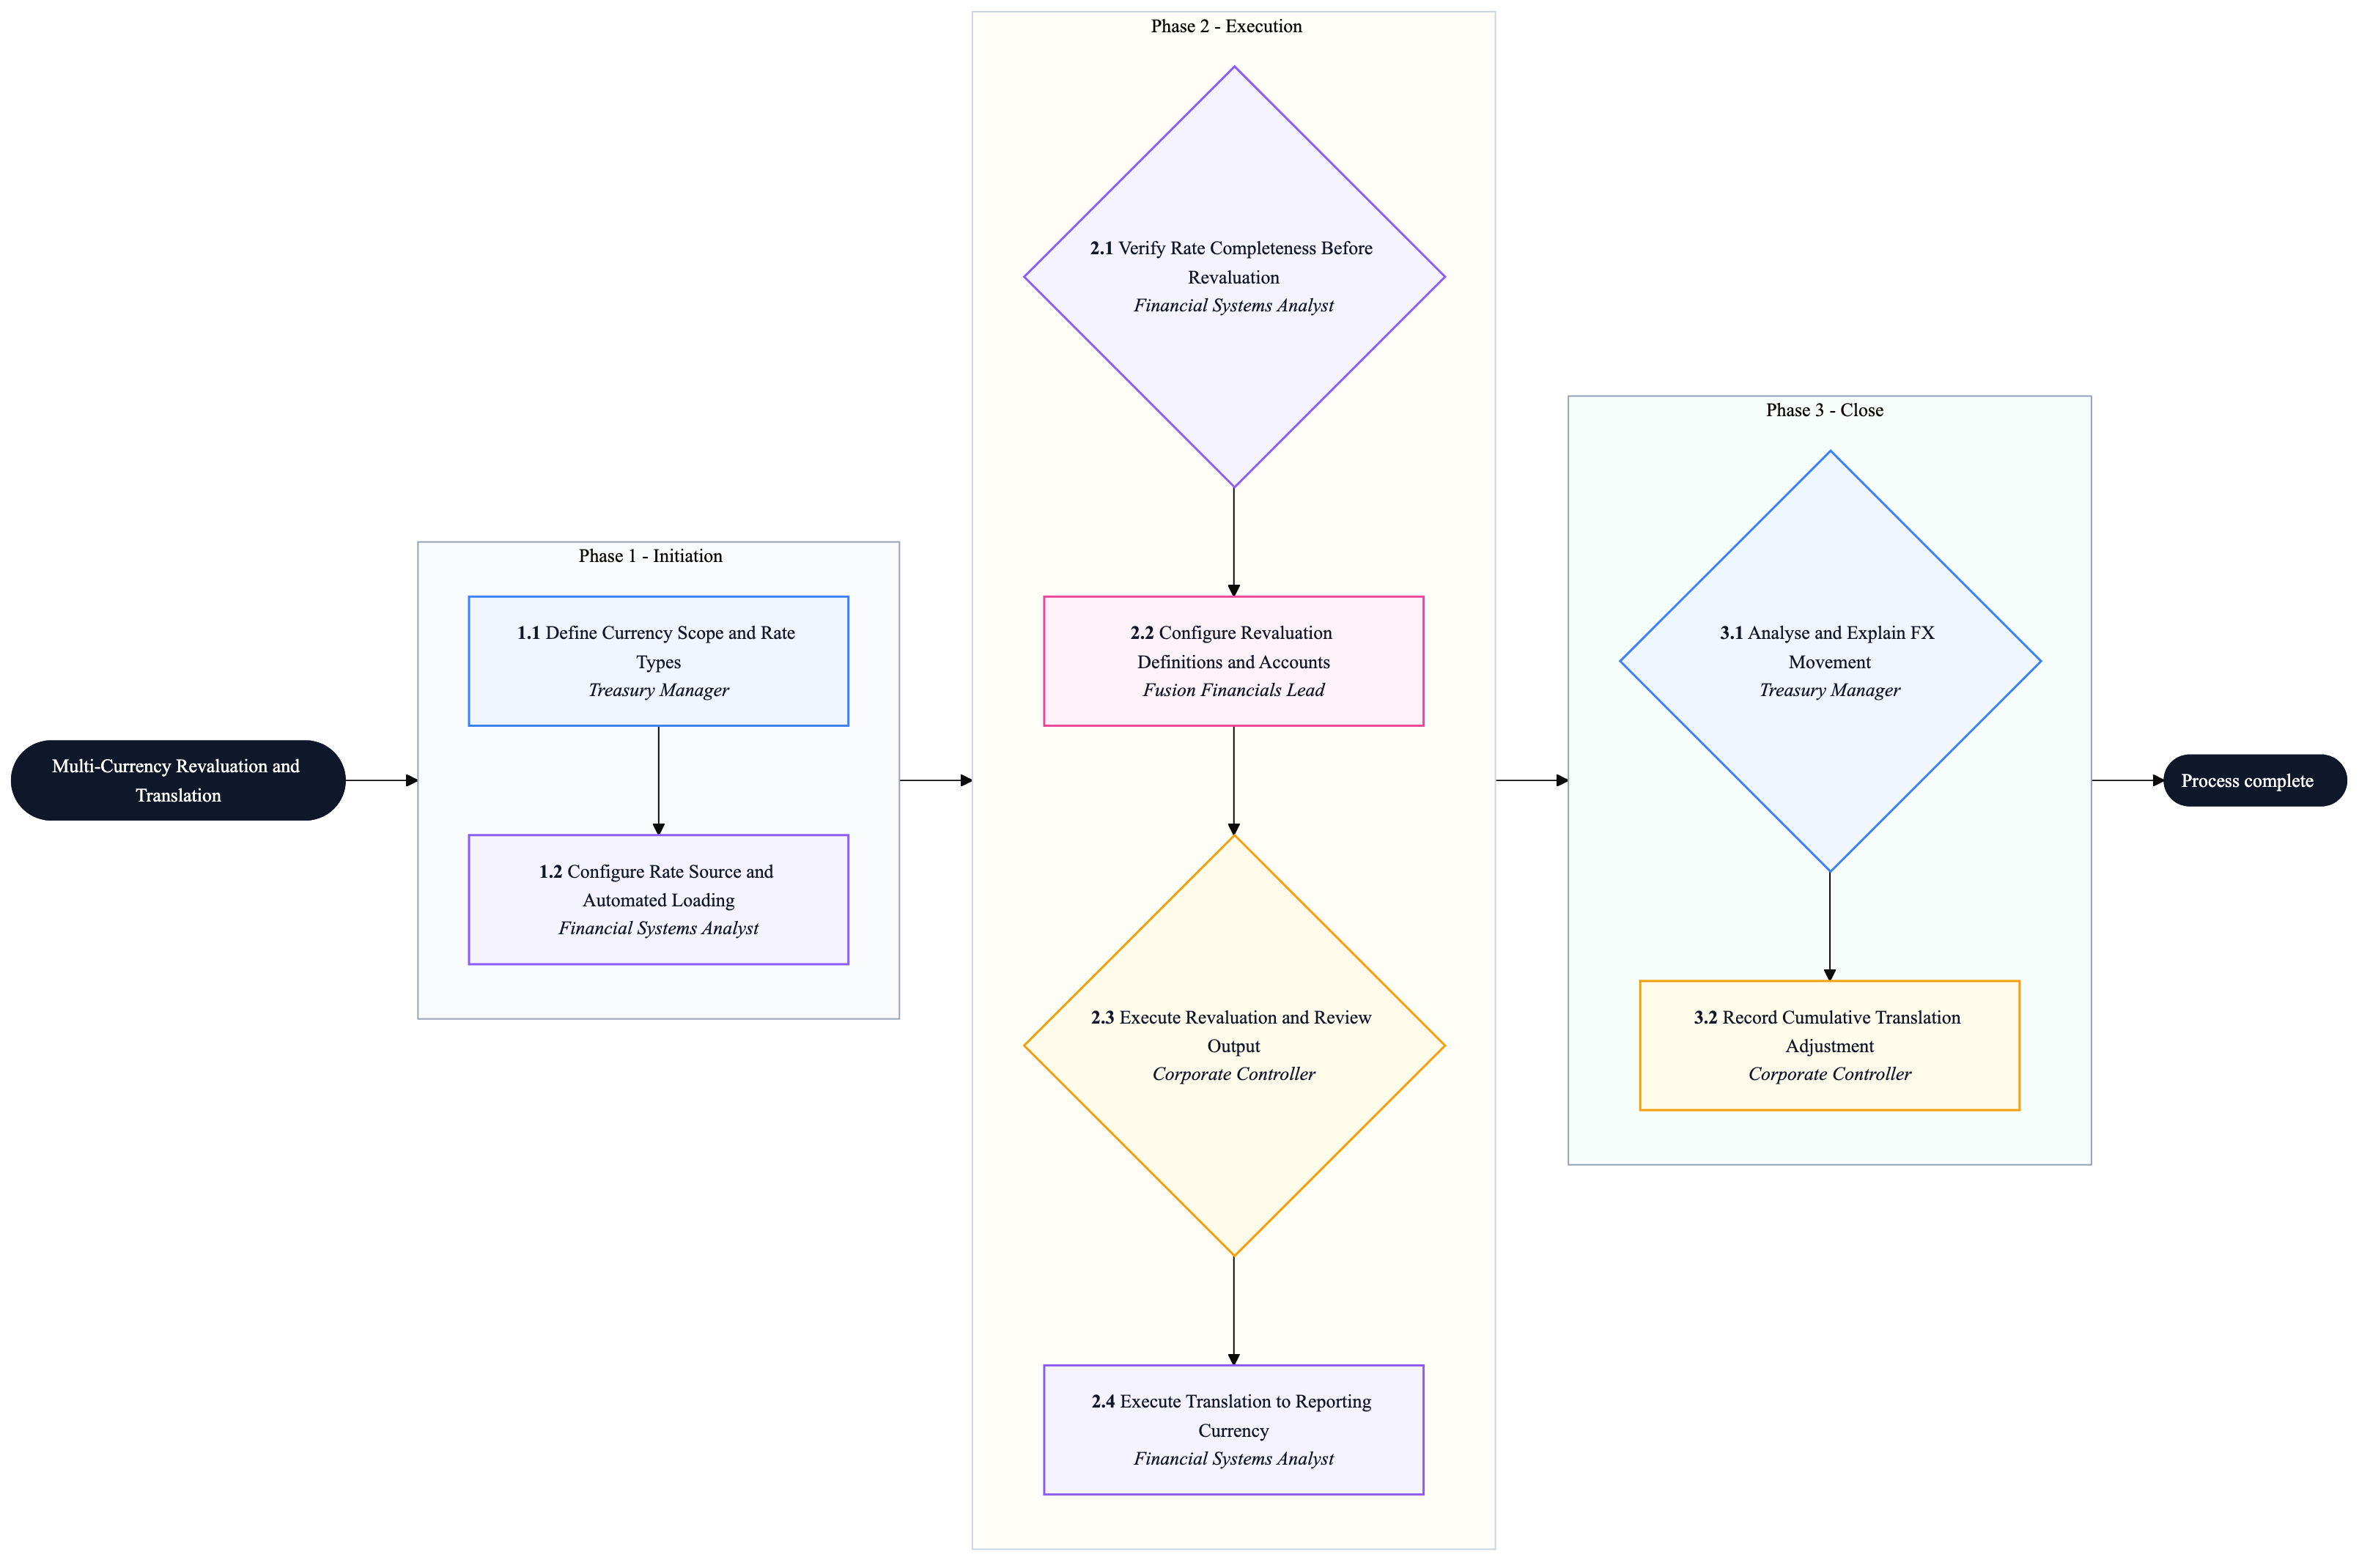 Multi-Currency Revaluation and
Translation
Phase 1 - Initiation
1.1 Define Currency Scope and Rate
Types
Treasury Manager
1.2 Configure Rate Source and
Automated Loading
Financial Systems Analyst
Phase 2 - Execution
2.1 Verify Rate Completeness Before
Revaluation
Financial Systems Analyst
2.2 Configure Revaluation
Definitions and Accounts
Fusion Financials Lead
2.3 Execute Revaluation and Review
Output
Corporate Controller
2.4 Execute Translation to Reporting
Currency
Financial Systems Analyst
Phase 3 - Close
3.1 Analyse and Explain FX
Movement
Treasury Manager
3.2 Record Cumulative Translation
Adjustment
Corporate Controller
Process complete